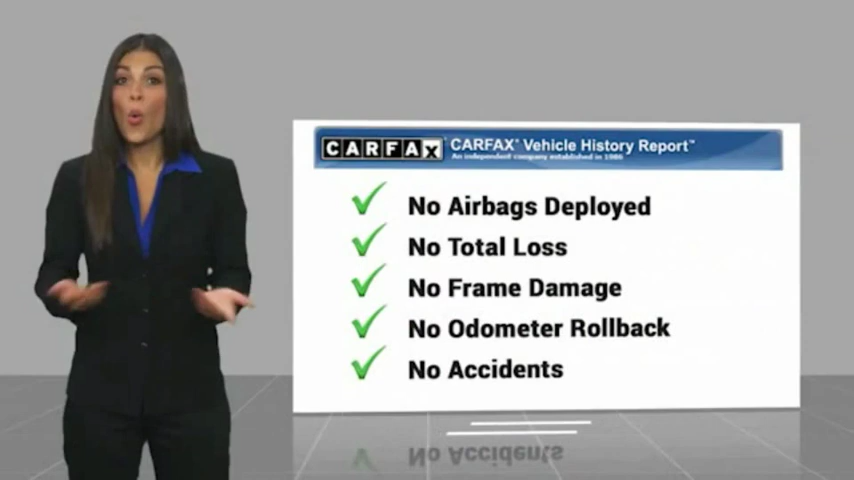 CARFAX CARFAX® Vehicle History Report™
An independent company established in 1986
No Airbags Deployed
No Total Loss
No Frame Damage
No Odometer Rollback
No Accidents
No Accidents